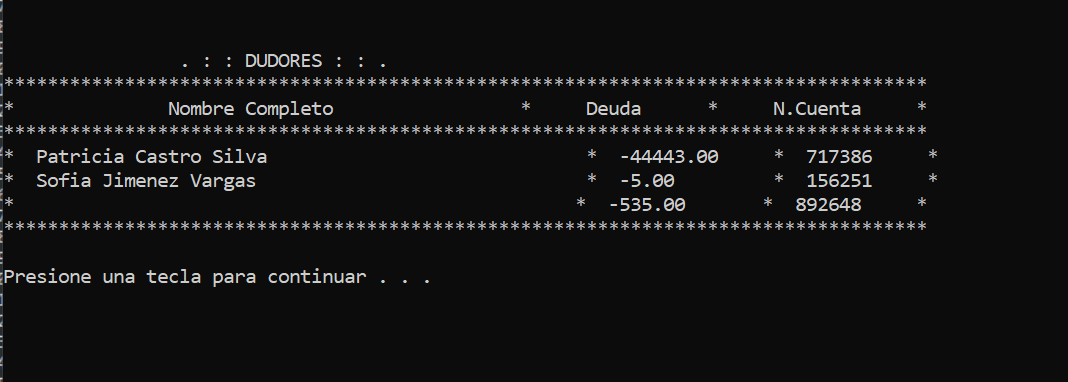 . : : DUDORES : : .
************************************************************************************
*              Nombre Completo                 *     Deuda      *     N.Cuenta     *
************************************************************************************
*  Patricia Castro Silva                             *  -44443.00     *  717386     *
*  Sofia Jimenez Vargas                              *  -5.00         *  156251     *
*                                                   *  -535.00       *  892648     *
************************************************************************************
Presione una tecla para continuar . . .